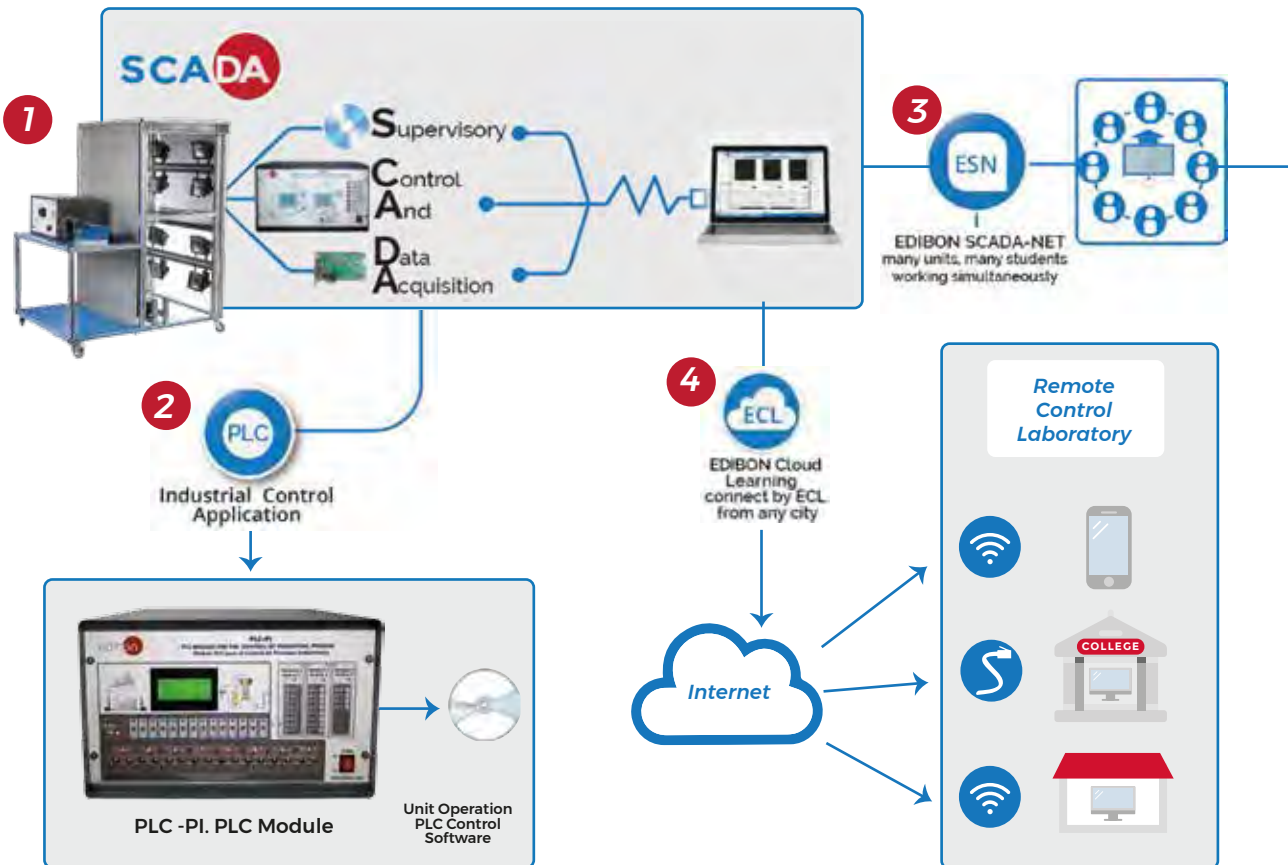 SCADA
1
Supervisory
Control
And
Data
Acquisition
3
ESN
EDIBON SCADA-NET
many units, many students
working simultaneously
2
PLC
Industrial Control
Application
4
ECL
EDIBON Cloud
Learning
connect by ECL
from any city
Remote
Control
Laboratory
COLLEGE
Internet
PLC-PI
PLC -PI. PLC Module
Unit Operation
PLC Control
Software